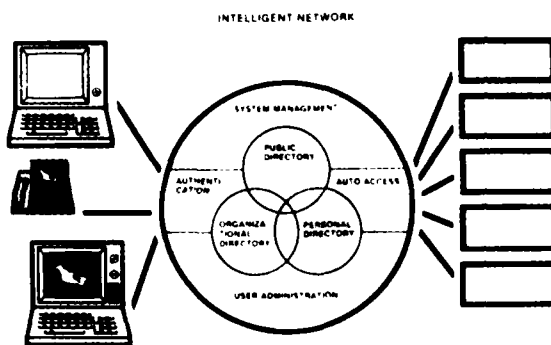 INTELLIGENT NETWORK
SYSTEM MANAGEMENT
PUBLIC
DIRECTORY
AUTHENTI
CATION
AUTO ACCESS
ORGANIZA
TIONAL
DIRECTORY
PERSONAL
DIRECTORY
USER ADMINISTRATION